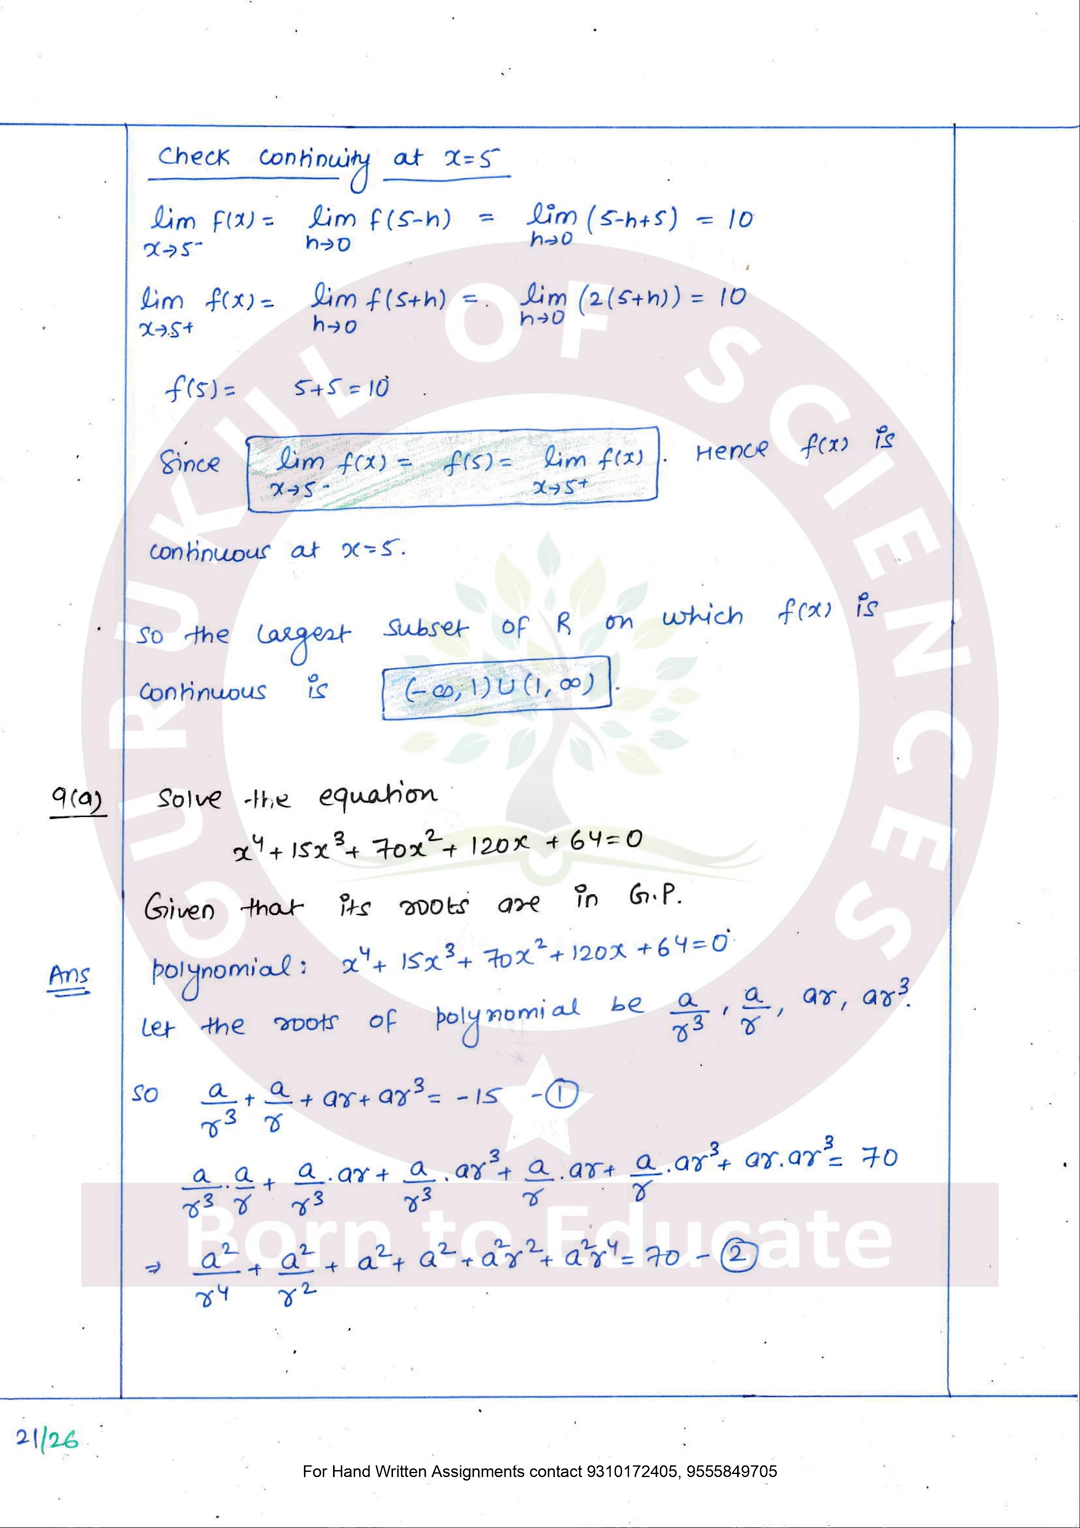 Check continuity at x=5
lim f(x) = lim f(5-h) = lim (5-h+5) = 10
x→5⁻ h→0 h→0
lim f(x) = lim f(5+h) = lim (2(5+h)) = 10
x→5+ h→0 h→0
f(5) = 5+5=10
Since lim f(x) = f(5) = lim f(x) . Hence f(x) is
x→5⁻ x→5+
continuous at x=5.
So the largest subset of R on which f(x) is
continuous is (-∞,1)∪(1,∞).
9(a) Solve the equation
x⁴+15x³+70x²+120x+64=0
Given that its roots are in G.P.
Ans polynomial: x⁴+15x³+70x²+120x+64=0
Let the roots of polynomial be a/r³, a/r, ar, ar³.
So a/r³ + a/r + ar + ar³ = -15 -①
a/r³ . a/r + a/r³ . ar + a/r³ . ar³ + a/r . ar + a/r . ar³ + ar.ar³ = 70
⇒ a²/r⁴ + a²/r² + a² + a² + a²r² + a²r⁴ = 70 - ②
GURUKUL OF SCIENCES
Born to Educate
21/26
For Hand Written Assignments contact 9310172405, 9555849705